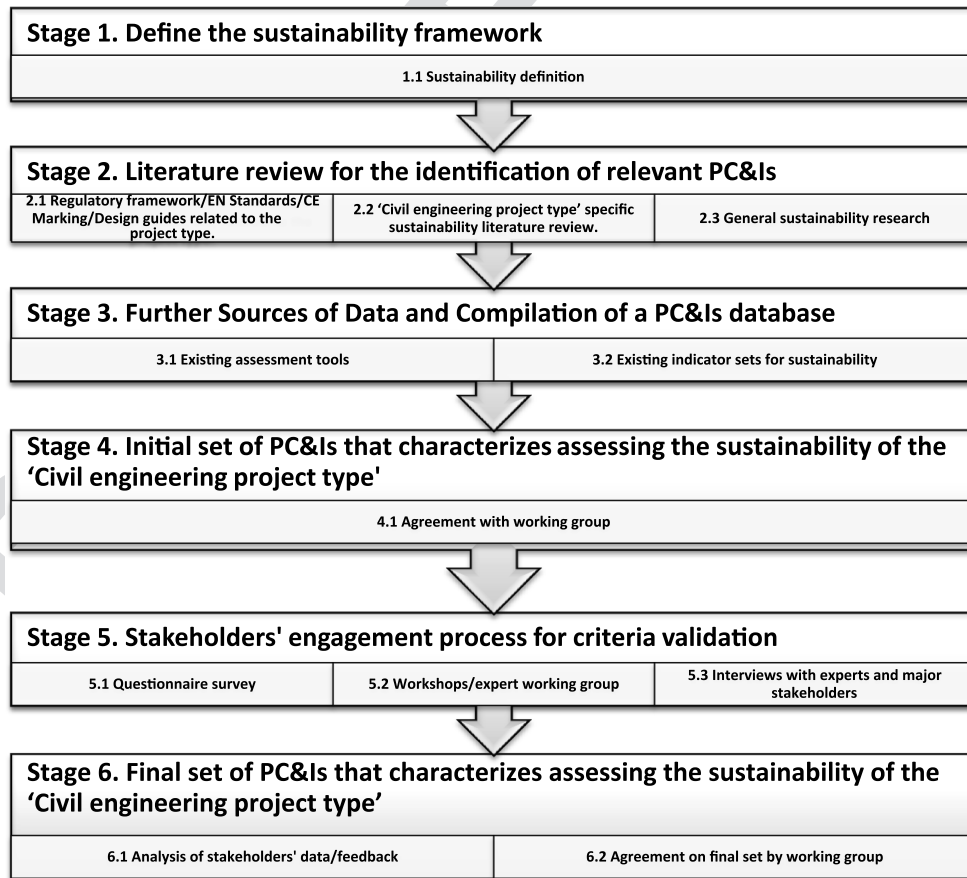 Stage 1. Define the sustainability framework
1.1 Sustainability definition
Stage 2. Literature review for the identification of relevant PC&Is
2.1 Regulatory framework/EN Standards/CE
Marking/Design guides related to the
project type.
2.2 ‘Civil engineering project type’ specific
sustainability literature review.
2.3 General sustainability research
Stage 3. Further Sources of Data and Compilation of a PC&Is database
3.1 Existing assessment tools
3.2 Existing indicator sets for sustainability
Stage 4. Initial set of PC&Is that characterizes assessing the sustainability of the
‘Civil engineering project type'
4.1 Agreement with working group
Stage 5. Stakeholders' engagement process for criteria validation
5.1 Questionnaire survey
5.2 Workshops/expert working group
5.3 Interviews with experts and major
stakeholders
Stage 6. Final set of PC&Is that characterizes assessing the sustainability of the
‘Civil engineering project type’
6.1 Analysis of stakeholders' data/feedback
6.2 Agreement on final set by working group